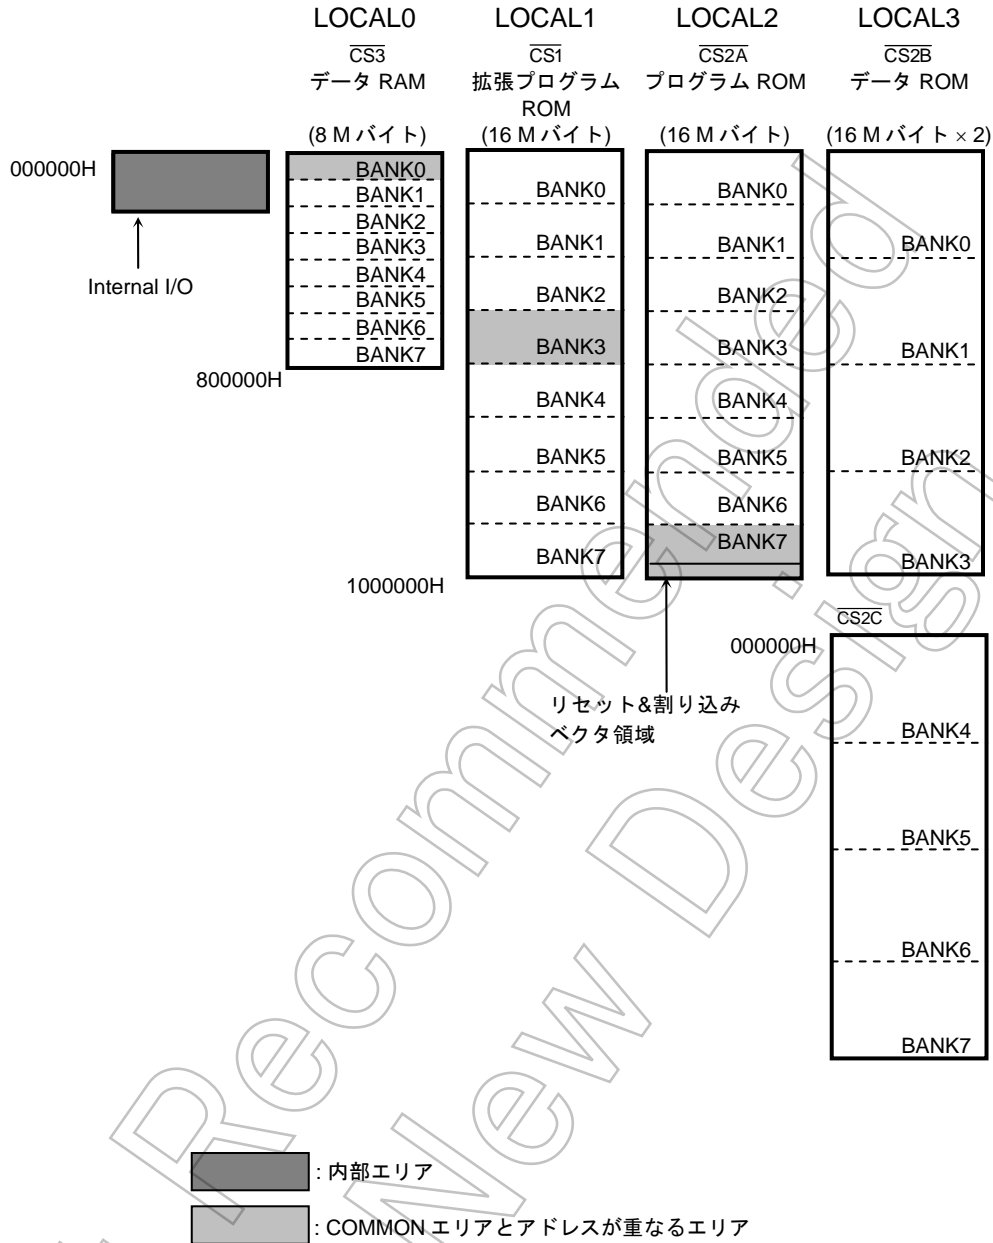 LOCAL0
CS3
データ RAM
(8 M バイト)
LOCAL1
CS1
拡張プログラム
ROM
(16 M バイト)
LOCAL2
CS2A
プログラム ROM
(16 M バイト)
LOCAL3
CS2B
データ ROM
(16 M バイト × 2)
000000H
Internal I/O
BANK0
BANK1
BANK2
BANK3
BANK4
BANK5
BANK6
BANK7
800000H
BANK0
BANK1
BANK2
BANK3
BANK4
BANK5
BANK6
BANK7
1000000H
BANK0
BANK1
BANK2
BANK3
BANK4
BANK5
BANK6
BANK7
リセット&割り込み
ベクタ領域
BANK0
BANK1
BANK2
BANK3
CS2C
000000H
BANK4
BANK5
BANK6
BANK7
: 内部エリア
: COMMON エリアとアドレスが重なるエリア
Recommended
New Design